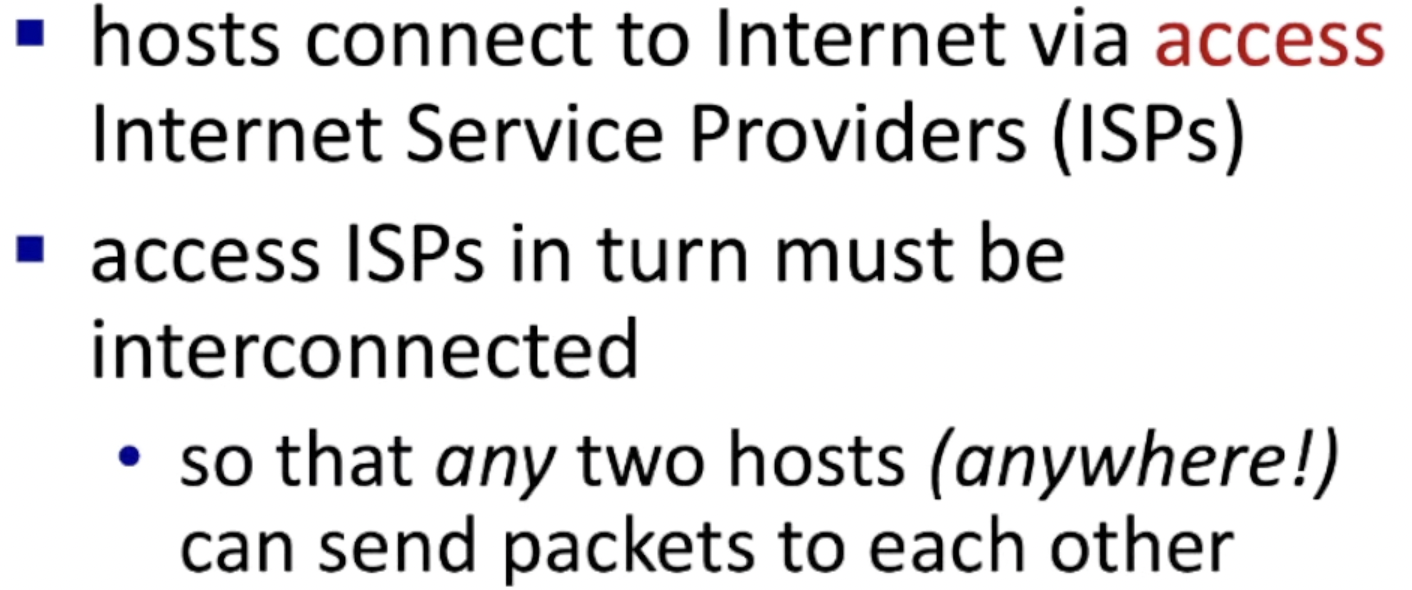 ▪ hosts connect to Internet via access
Internet Service Providers (ISPs)
▪ access ISPs in turn must be
interconnected
• so that any two hosts (anywhere!)
can send packets to each other